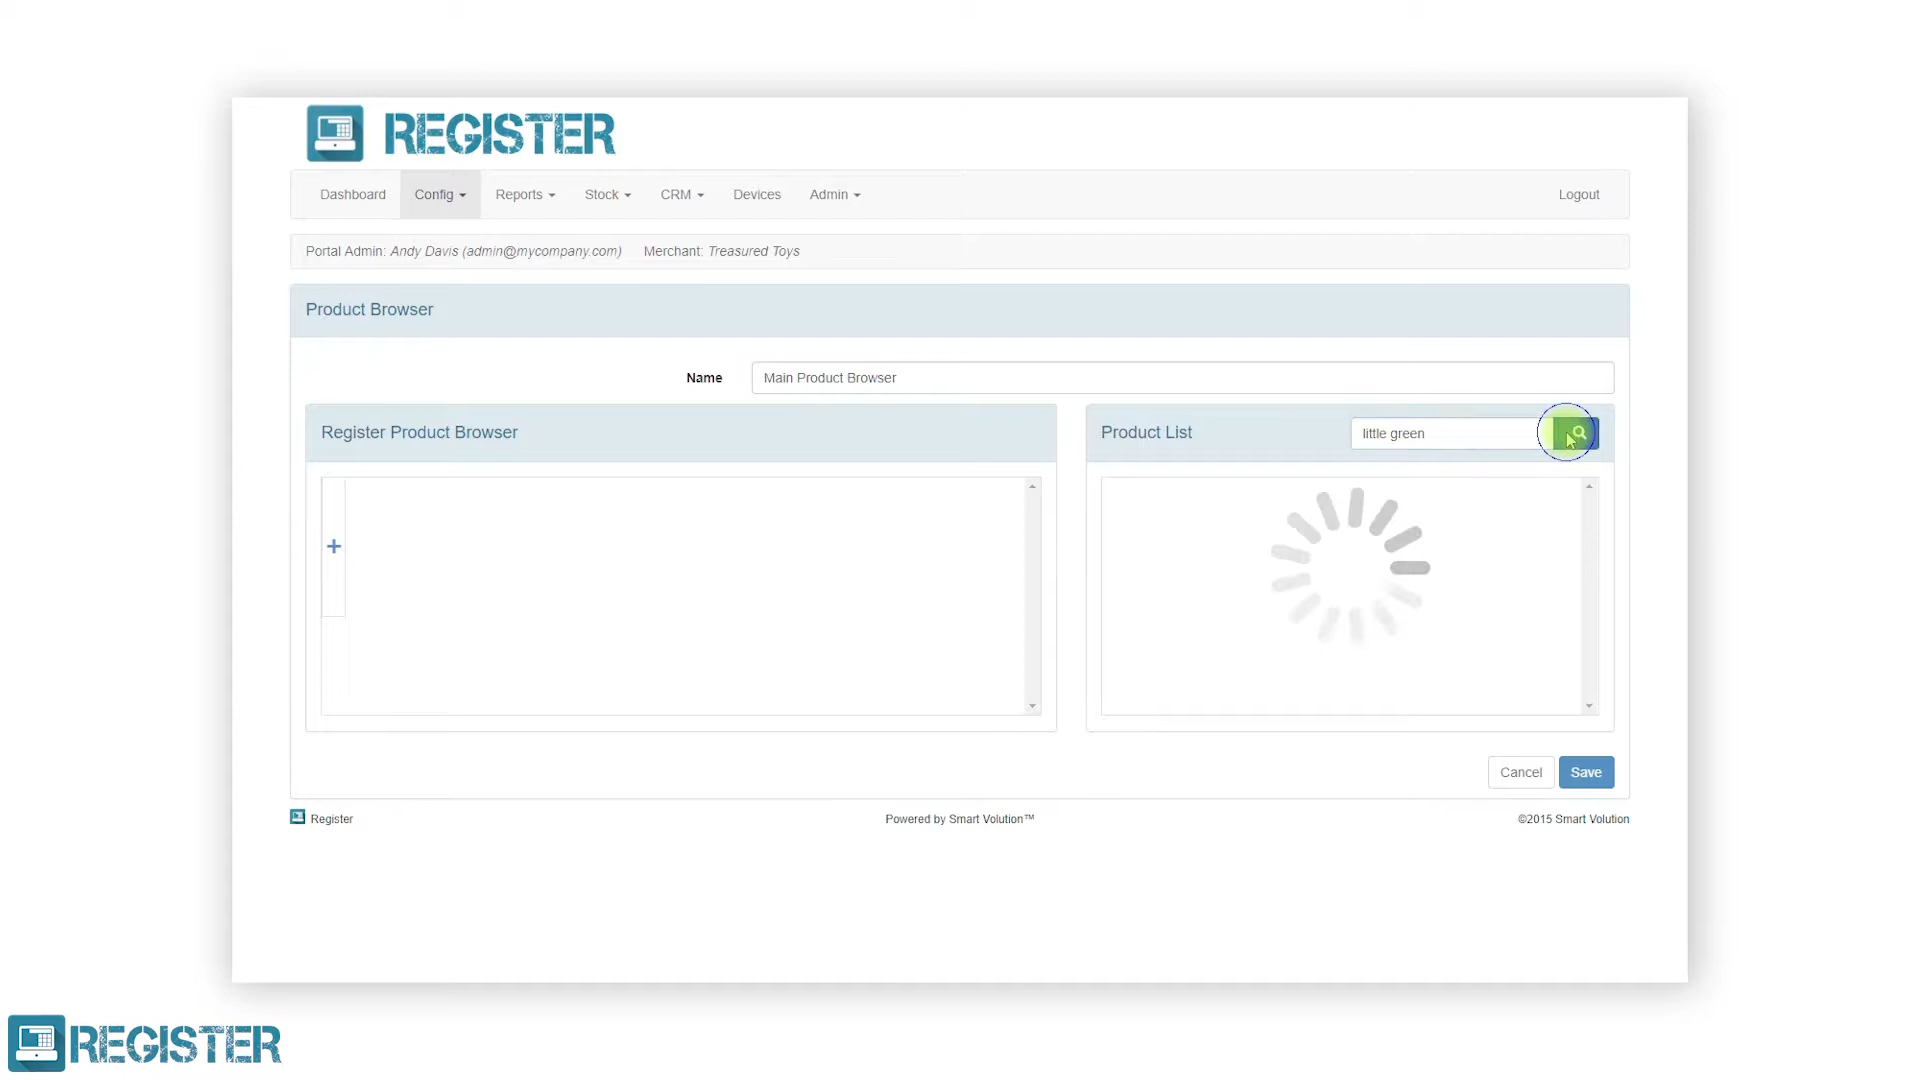 REGISTER
Dashboard Config Reports Stock CRM Devices Admin Logout
Portal Admin: Andy Davis (admin@mycompany.com) Merchant: Treasured Toys
Product Browser
Name Main Product Browser
Register Product Browser
Product List little green
+
Cancel Save
Register Powered by Smart Volution™ ©2015 Smart Volution
REGISTER